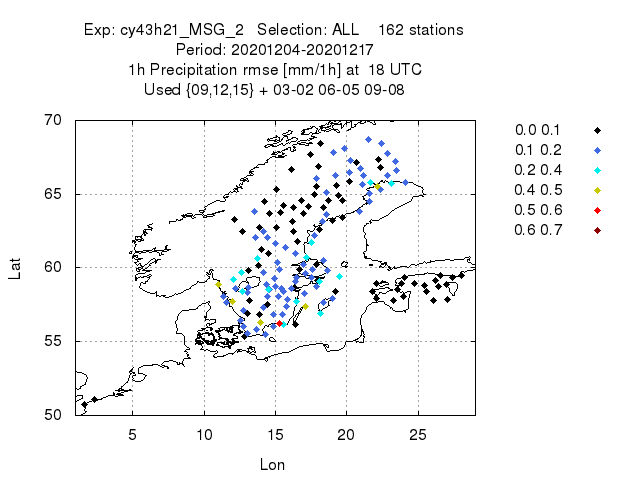 Exp: cy43h21_MSG_2 Selection: ALL 162 stations
Period: 20201204-20201217
1h Precipitation rmse [mm/1h] at 18 UTC
Used {09,12,15} + 03-02 06-05 09-08
70
65
60
55
50
Lat
5 10 15 20 25
Lon
0.0 0.1
0.1 0.2
0.2 0.4
0.4 0.5
0.5 0.6
0.6 0.7